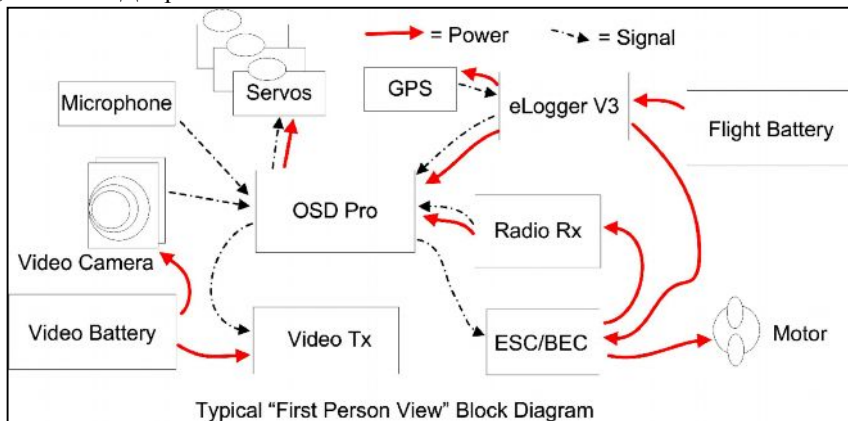 = Power
= Signal
Servos
GPS
eLogger V3
Microphone
Flight Battery
OSD Pro
Radio Rx
Video Camera
Video Battery
Video Tx
ESC/BEC
Motor
Typical "First Person View" Block Diagram